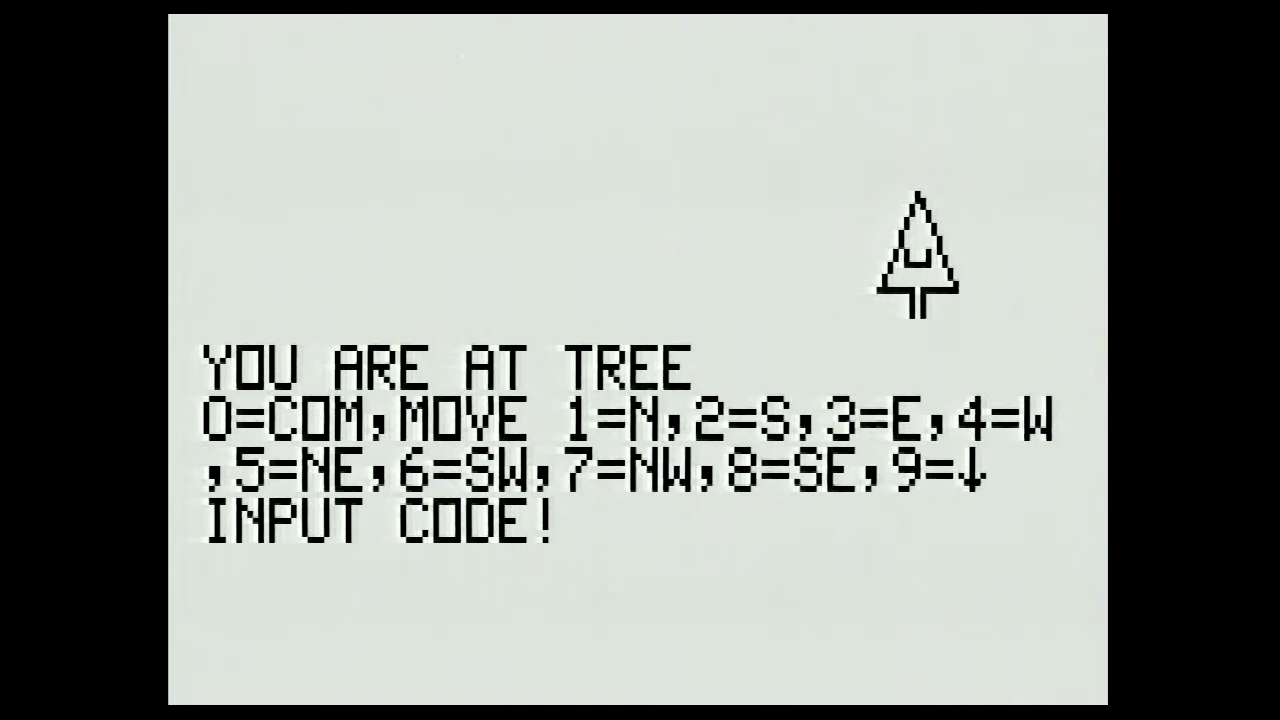 YOU ARE AT TREE
0=COM,MOVE 1=N,2=S,3=E,4=W
,5=NE,6=SW,7=NW,8=SE,9=↓
INPUT CODE!